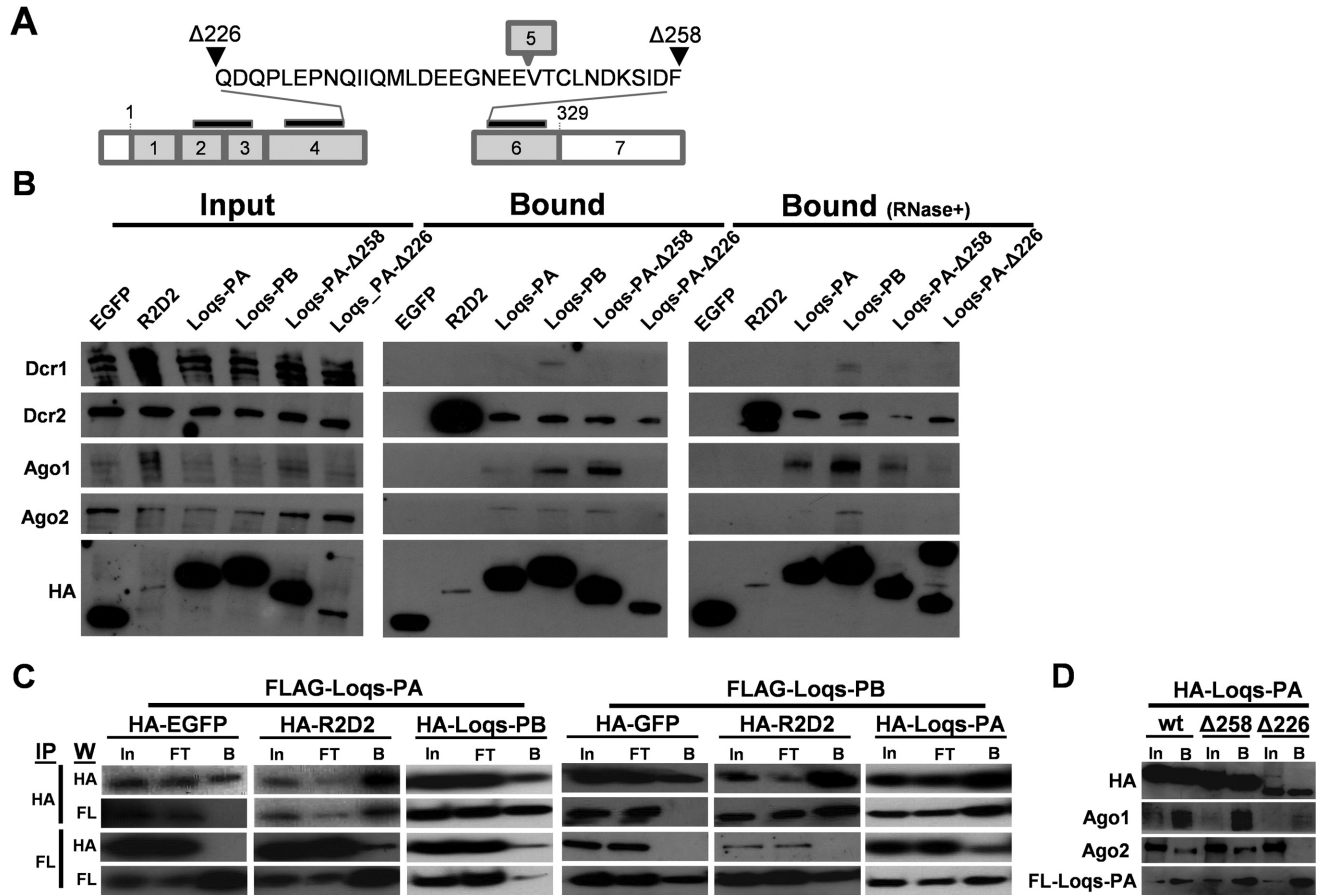 A
Δ226 5 Δ258
QDQPLEPNQIIQMLDEEGNEEVTCLNDKSIDF
1 329
1 2 3 4 6 7
B
Input Bound Bound (RNase+)
EGFP R2D2 Loqs-PA Loqs-PB Loqs-PA-Δ258 Loqs_PA-Δ226 EGFP R2D2 Loqs-PA Loqs-PB Loqs-PA-Δ258 Loqs-PA-Δ226 EGFP R2D2 Loqs-PA Loqs-PB Loqs-PA-Δ258 Loqs-PA-Δ226
Dcr1
Dcr2
Ago1
Ago2
HA
C
FLAG-Loqs-PA FLAG-Loqs-PB
HA-EGFP HA-R2D2 HA-Loqs-PB HA-GFP HA-R2D2 HA-Loqs-PA
IP W In FT B In FT B In FT B In FT B In FT B In FT B
HA HA
FL
FL HA
FL
D
HA-Loqs-PA
wt Δ258 Δ226
In B In B In B
HA
Ago1
Ago2
FL-Loqs-PA